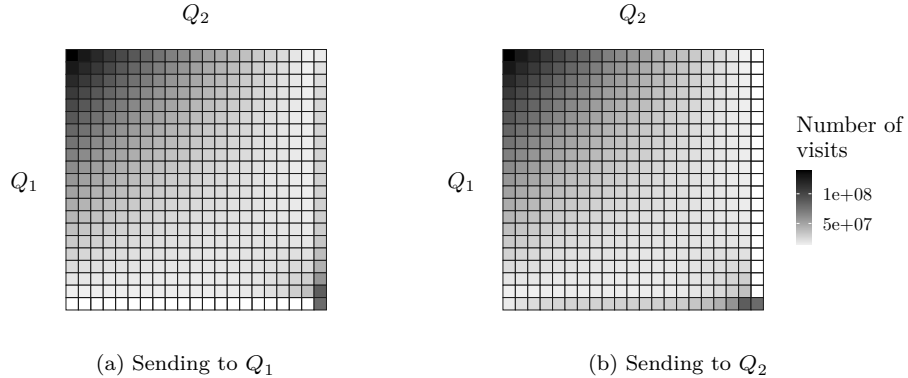 Q₂
Q₂
Q₁
Q₁
Number of
visits
1e+08
5e+07
(a) Sending to Q₁
(b) Sending to Q₂